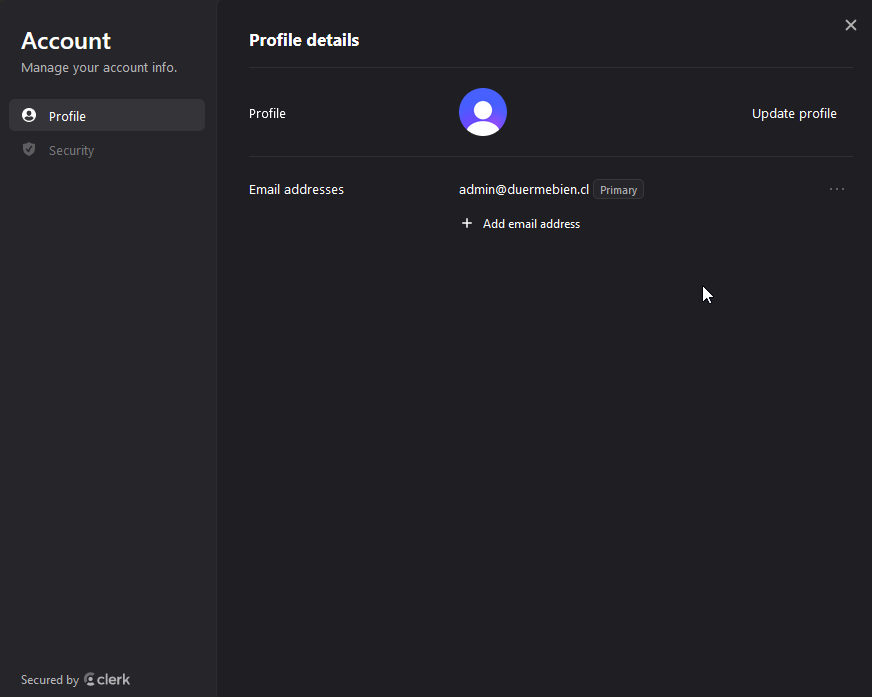 Account
Manage your account info.
Profile
Security
Profile details
Profile
Update profile
Email addresses
admin@duermebien.cl Primary
Add email address
Secured by clerk